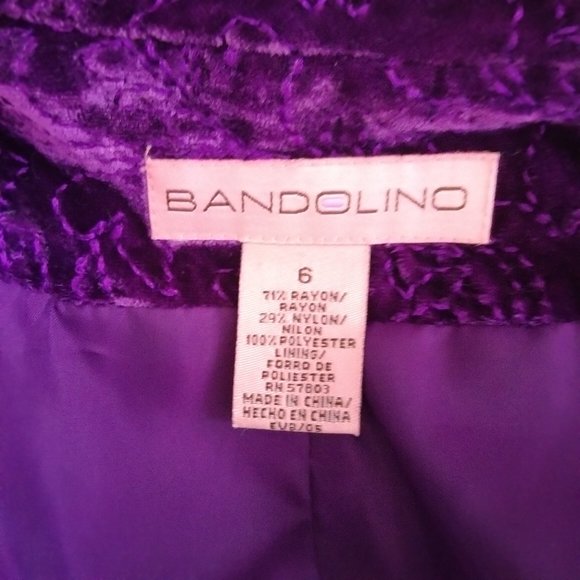 BANDOLINO
6
71% RAYON/
RAYON
29% NYLON/
NILON
100% POLYESTER
LINING/
FORRO DE
POLIESTER
RN 57803
MADE IN CHINA/
HECHO EN CHINA